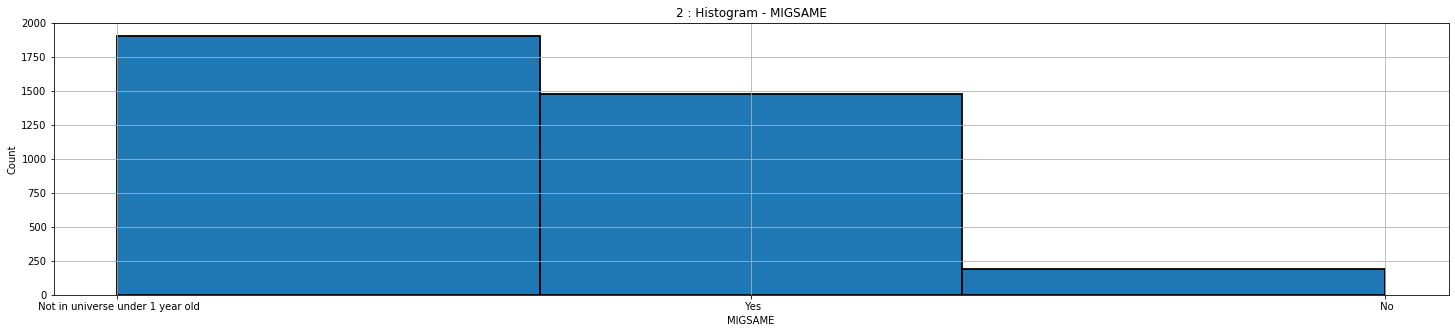 2 : Histogram - MIGSAME
2000
1750
1500
1250
1000
750
500
250
0
Count
Not in universe under 1 year old Yes No
MIGSAME